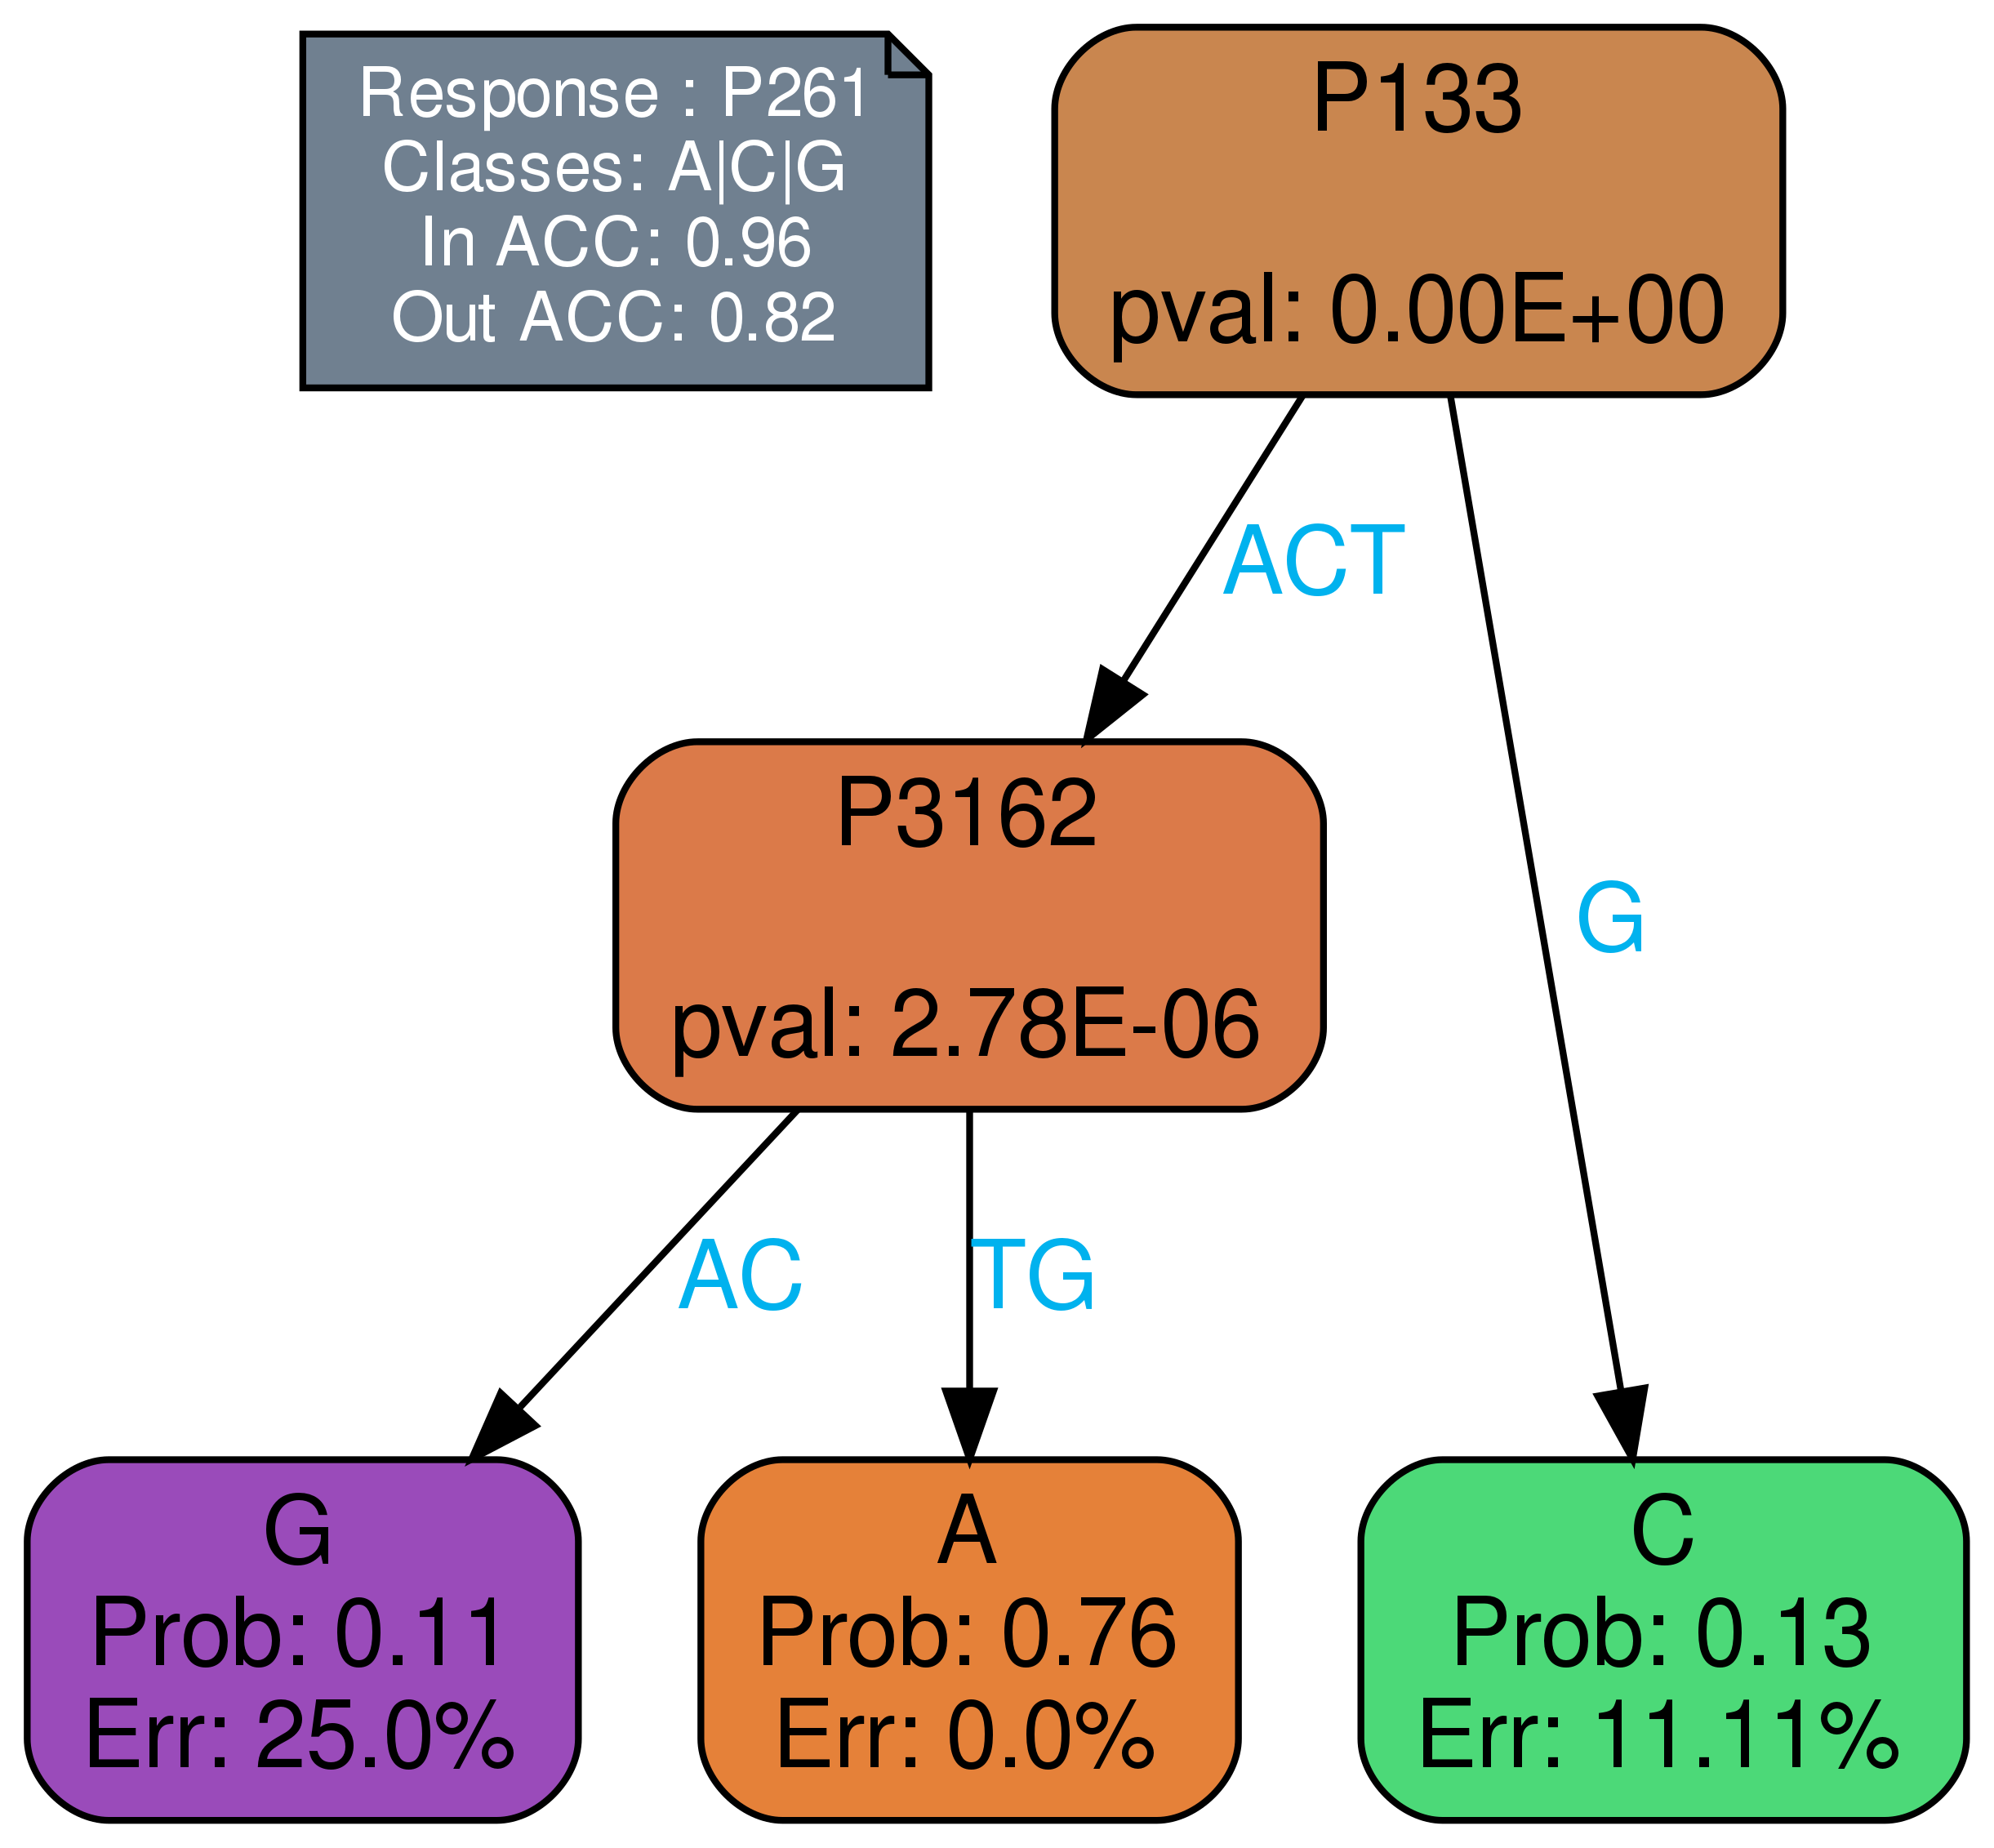 Response : P261
Classes: A|C|G
In ACC: 0.96
Out ACC: 0.82
P133
pval: 0.00E+00
ACT
G
P3162
pval: 2.78E-06
AC
TG
G
Prob: 0.11
Err: 25.0%
A
Prob: 0.76
Err: 0.0%
C
Prob: 0.13
Err: 11.11%